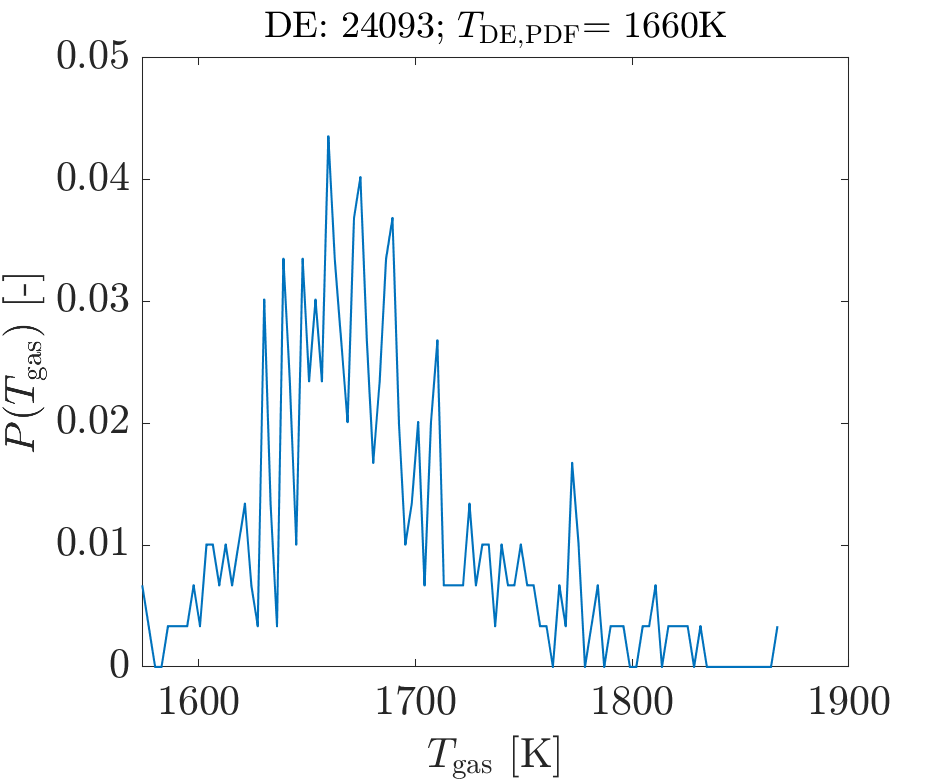 DE: 24093; T_DE,PDF= 1660K
0.05
0.04
0.03
0.02
0.01
0
P(T_gas) [-]
1600 1700 1800 1900
T_gas [K]